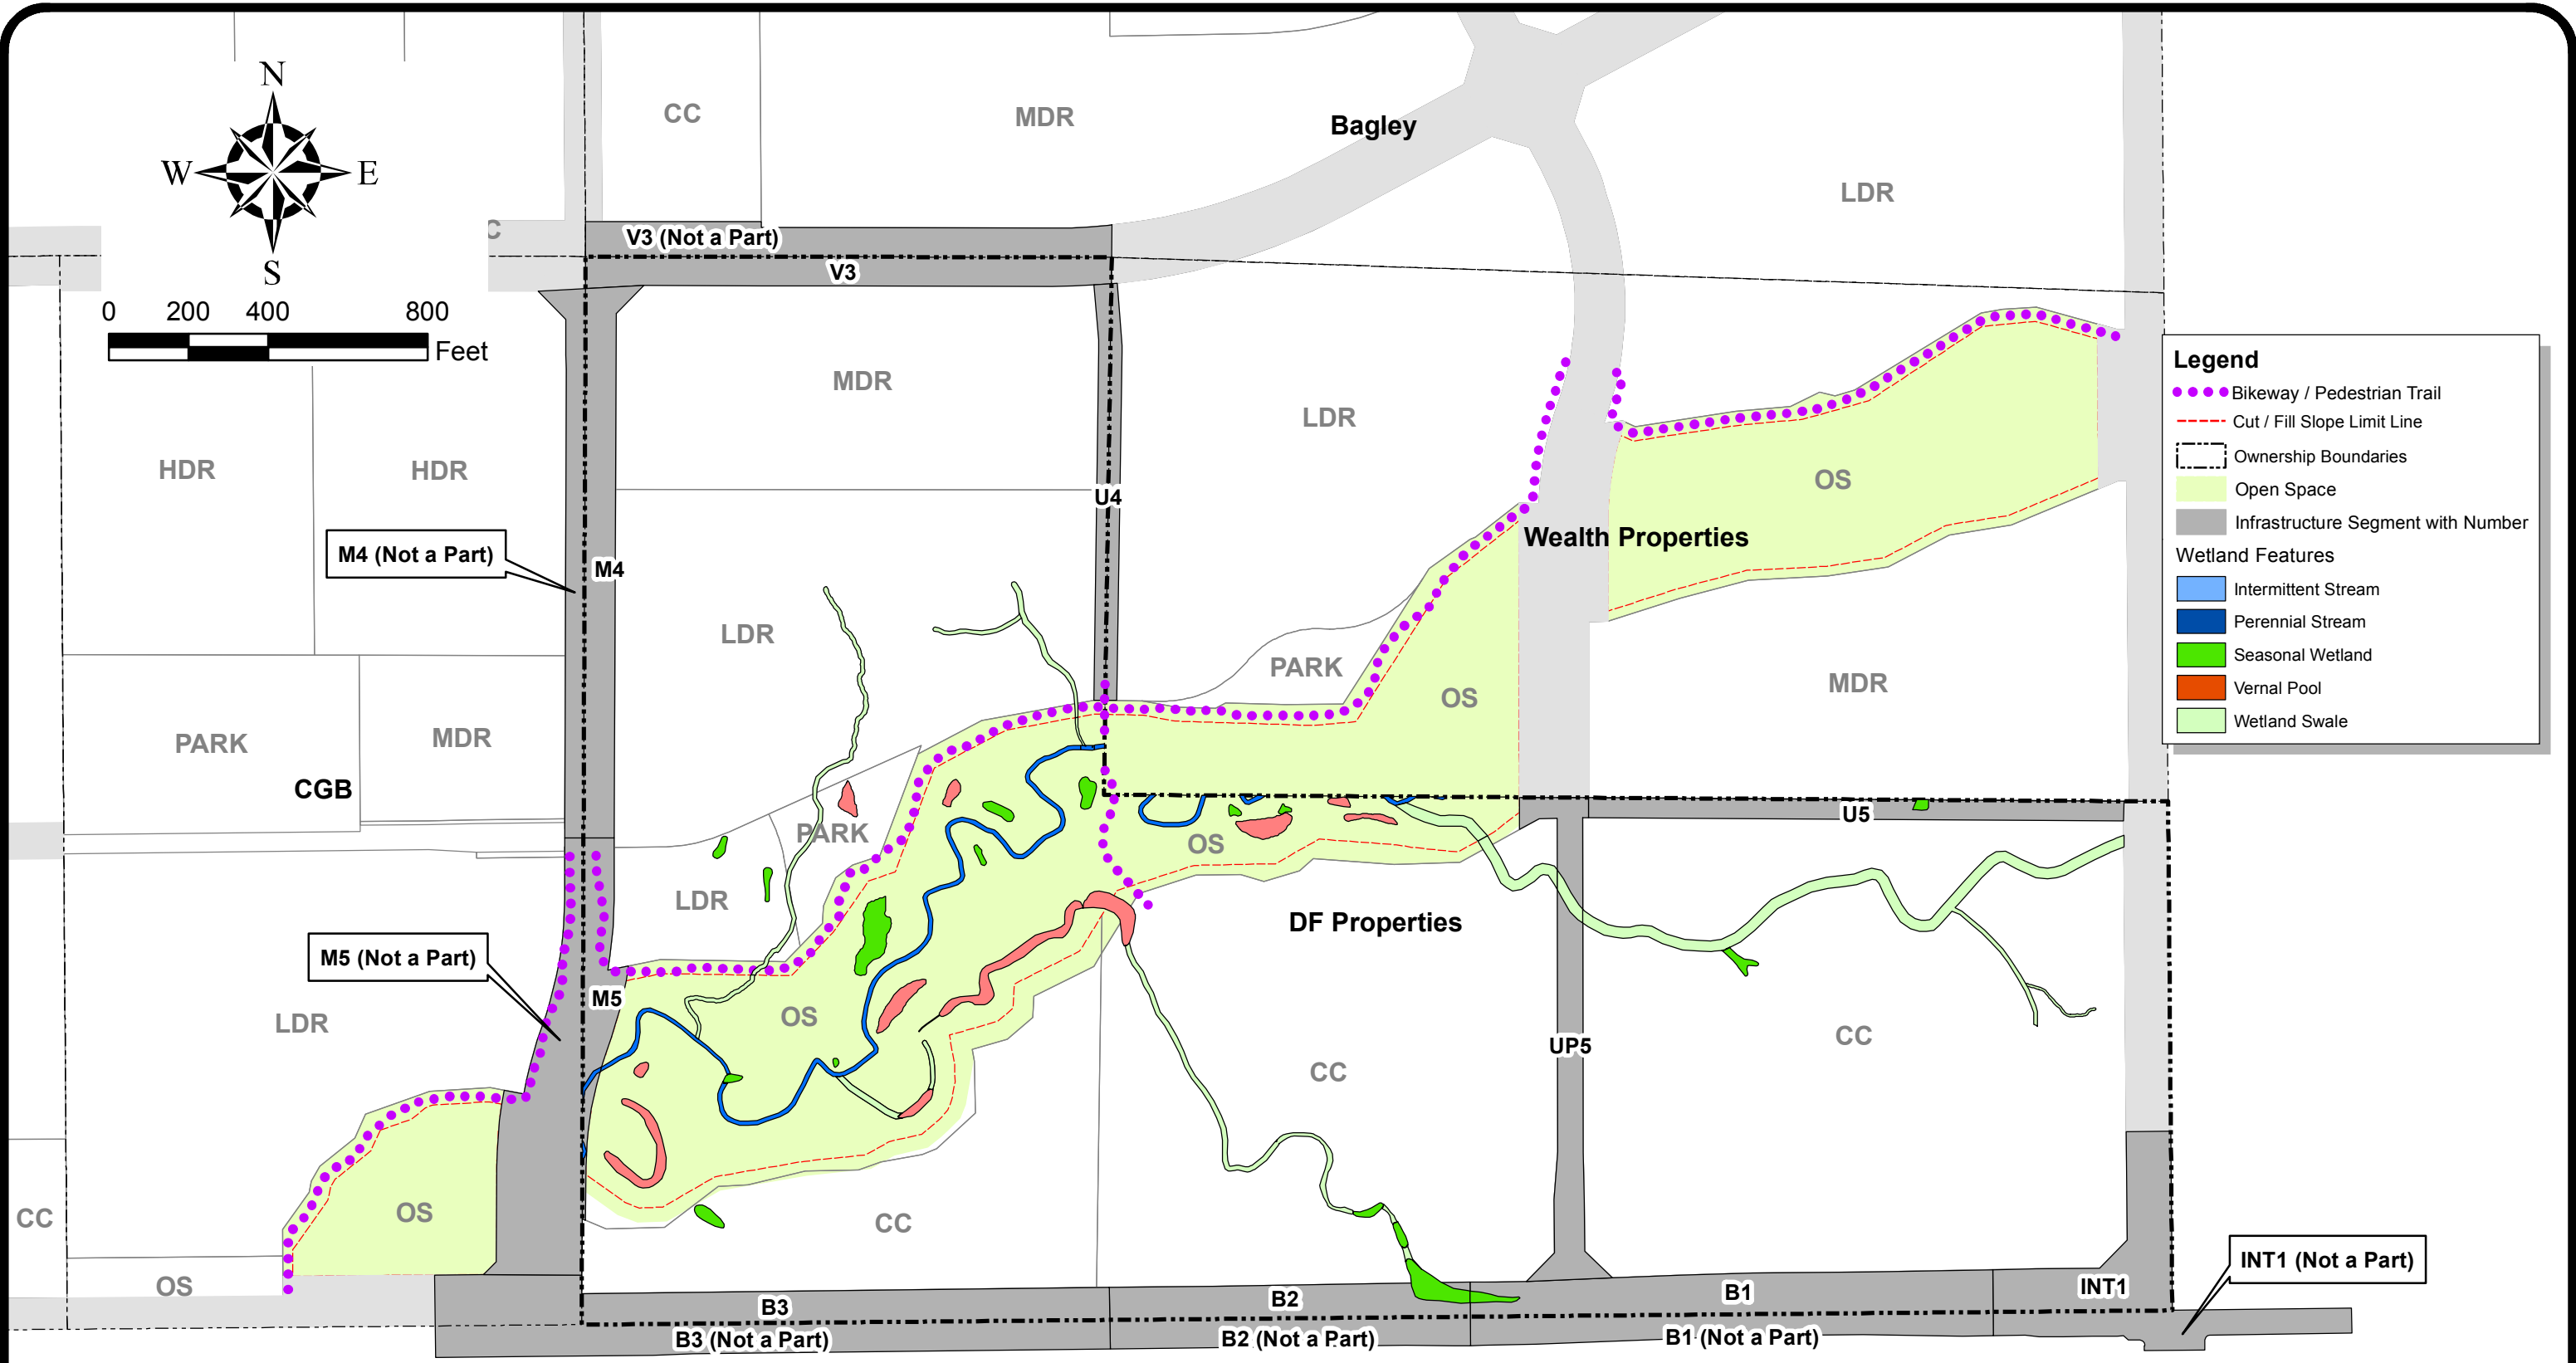 N
W E
S
0 200 400 800
Feet
CC
MDR
Bagley
LDR
C
V3 (Not a Part)
V3
MDR
LDR
HDR
HDR
U4
OS
Wealth Properties
M4 (Not a Part)
M4
LDR
PARK
OS
MDR
PARK
MDR
CGB
PARK
U5
OS
LDR
DF Properties
M5 (Not a Part)
M5
OS
LDR
UP5
CC
CC
CC
OS
CC
OS
B3
B2
B1
INT1
B3 (Not a Part)
B2 (Not a Part)
B1 (Not a Part)
INT1 (Not a Part)
Legend
Bikeway / Pedestrian Trail
Cut / Fill Slope Limit Line
Ownership Boundaries
Open Space
Infrastructure Segment with Number
Wetland Features
Intermittent Stream
Perennial Stream
Seasonal Wetland
Vernal Pool
Wetland Swale